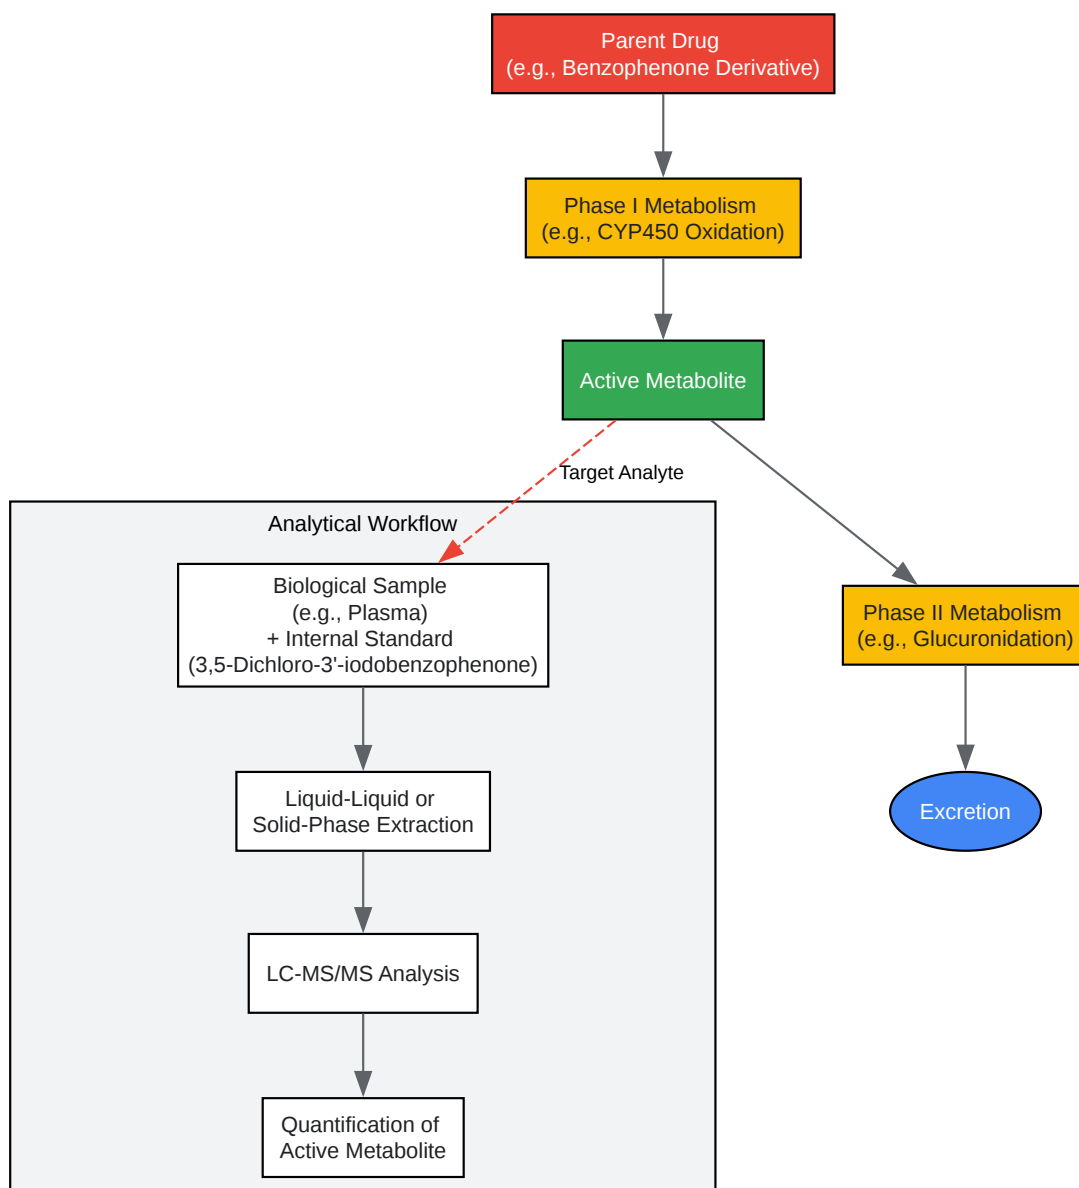 Parent Drug
(e.g., Benzophenone Derivative)
Phase I Metabolism
(e.g., CYP450 Oxidation)
Active Metabolite
Target Analyte
Analytical Workflow
Biological Sample
(e.g., Plasma)
+ Internal Standard
(3,5-Dichloro-3'-iodobenzophenone)
Phase II Metabolism
(e.g., Glucuronidation)
Liquid-Liquid or
Solid-Phase Extraction
Excretion
LC-MS/MS Analysis
Quantification of
Active Metabolite